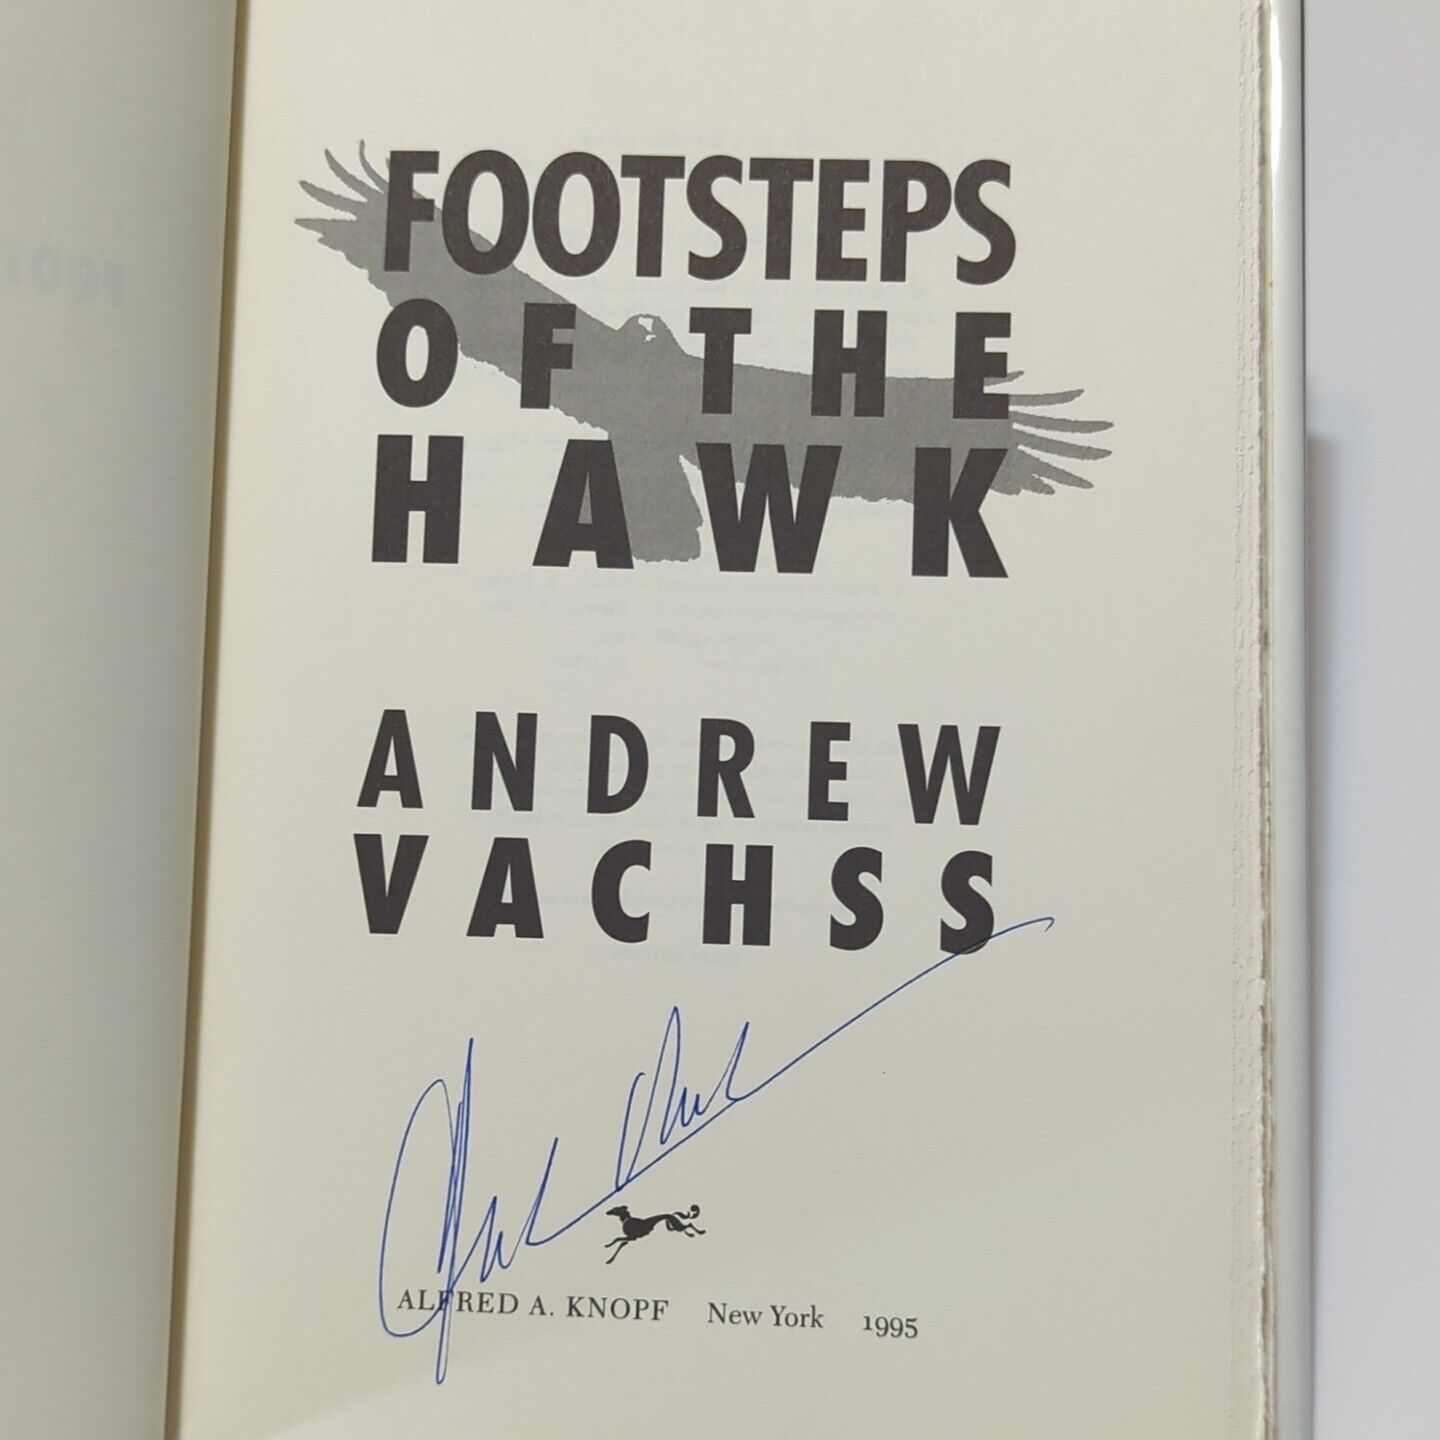 FOOTSTEPS
OF THE
HAWK
ANDREW
VACHSS
ALFRED A. KNOPF New York 1995